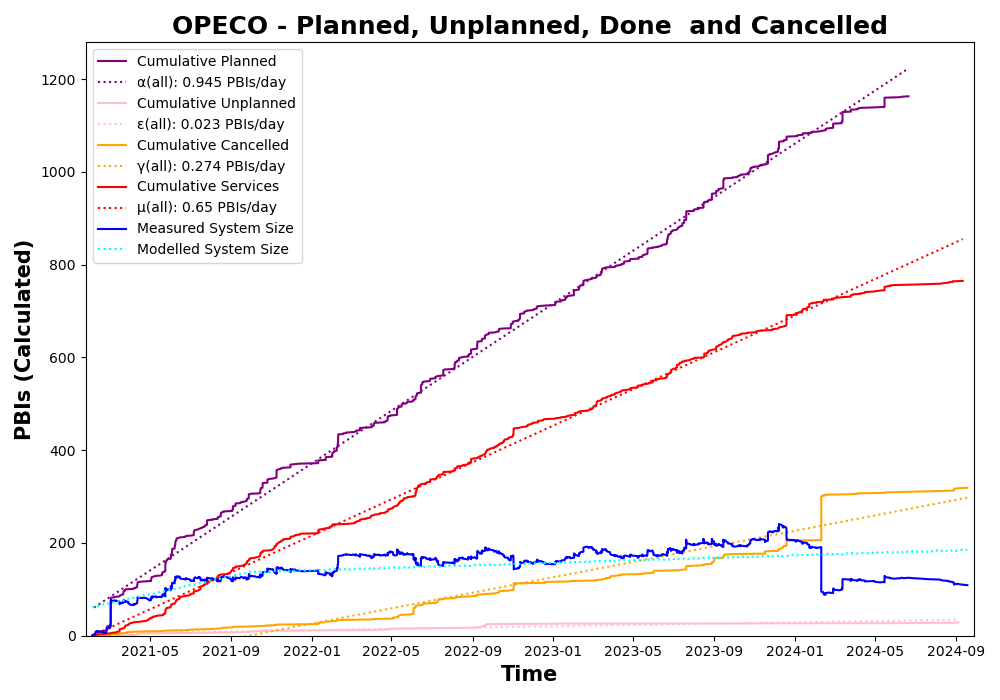 OPECO - Planned, Unplanned, Done  and Cancelled
Cumulative Planned
α(all): 0.945 PBIs/day
Cumulative Unplanned
ε(all): 0.023 PBIs/day
Cumulative Cancelled
γ(all): 0.274 PBIs/day
Cumulative Services
μ(all): 0.65 PBIs/day
Measured System Size
Modelled System Size
PBIs (Calculated)
1200
1000
800
600
400
200
0
2021-05 2021-09 2022-01 2022-05 2022-09 2023-01 2023-05 2023-09 2024-01 2024-05 2024-09
Time